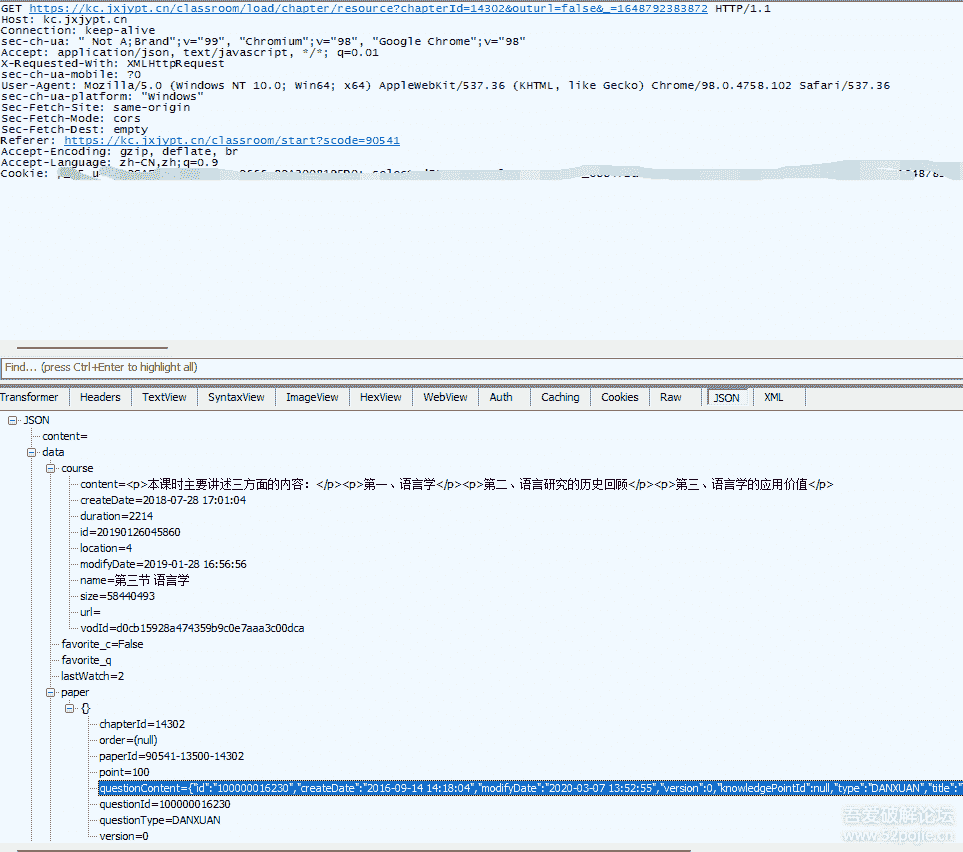 GET https://kc.jxjypt.cn/classroom/load/chapter/resource?chapterId=14302&outurl=false&_=1648792383872 HTTP/1.1
Host: kc.jxjypt.cn
Connection: keep-alive
sec-ch-ua: " Not A;Brand";v="99", "Chromium";v="98", "Google Chrome";v="98"
Accept: application/json, text/javascript, */*; q=0.01
X-Requested-With: XMLHttpRequest
sec-ch-ua-mobile: ?0
User-Agent: Mozilla/5.0 (Windows NT 10.0; Win64; x64) AppleWebKit/537.36 (KHTML, like Gecko) Chrome/98.0.4758.102 Safari/537.36
sec-ch-ua-platform: "Windows"
Sec-Fetch-Site: same-origin
Sec-Fetch-Mode: cors
Sec-Fetch-Dest: empty
Referer: https://kc.jxjypt.cn/classroom/start?scode=90541
Accept-Encoding: gzip, deflate, br
Accept-Language: zh-CN,zh;q=0.9
Cookie:
Find... (press Ctrl+Enter to highlight all)
Transformer Headers TextView SyntaxView ImageView HexView WebView Auth Caching Cookies Raw JSON XML
JSON
content=
data
course
content=<p>本课时主要讲述三方面的内容：</p><p>第一、语言学</p><p>第二、语言研究的历史回顾</p><p>第三、语言学的应用价值</p>
createDate=2018-07-28 17:01:04
duration=2214
id=20190126045860
location=4
modifyDate=2019-01-28 16:56:56
name=第三节 语言学
size=58440493
url=
vodId=d0cb15928a474359b9c0e7aaa3c00dca
favorite_c=False
favorite_q
lastWatch=2
paper
{}
chapterId=14302
order=(null)
paperId=90541-13500-14302
point=100
questionContent={"id":"100000016230","createDate":"2016-09-14 14:18:04","modifyDate":"2020-03-07 13:52:55","version":0,"knowledgePointId":null,"type":"DANXUAN","title":"
questionId=100000016230
questionType=DANXUAN
version=0
吾爱破解论坛
www.52pojie.cn